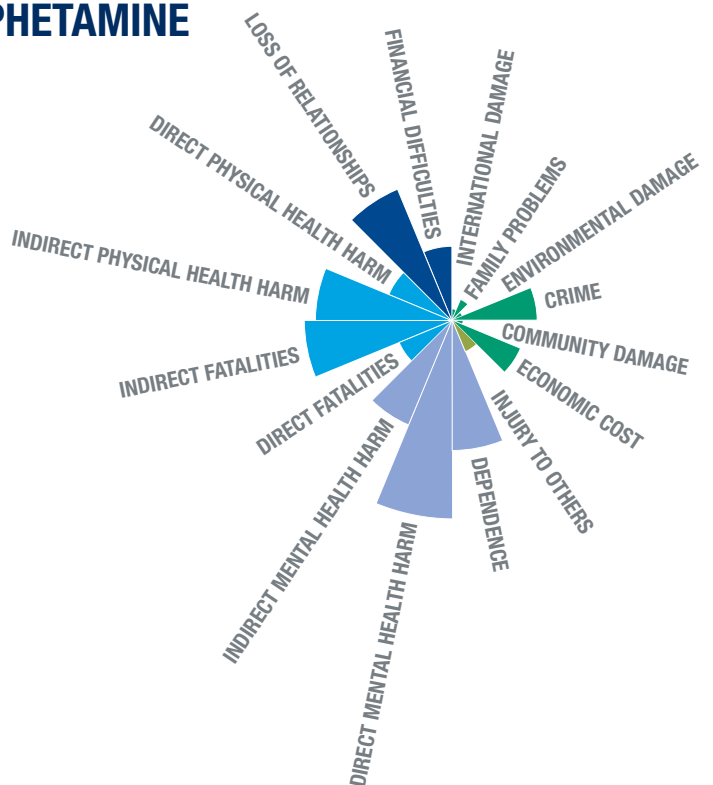 PHETAMINE
LOSS OF RELATIONSHIPS
FINANCIAL DIFFICULTIES
INTERNATIONAL DAMAGE
FAMILY PROBLEMS
ENVIRONMENTAL DAMAGE
CRIME
COMMUNITY DAMAGE
ECONOMIC COST
INJURY TO OTHERS
DEPENDENCE
DIRECT MENTAL HEALTH HARM
INDIRECT MENTAL HEALTH HARM
DIRECT FATALITIES
INDIRECT FATALITIES
INDIRECT PHYSICAL HEALTH HARM
DIRECT PHYSICAL HEALTH HARM